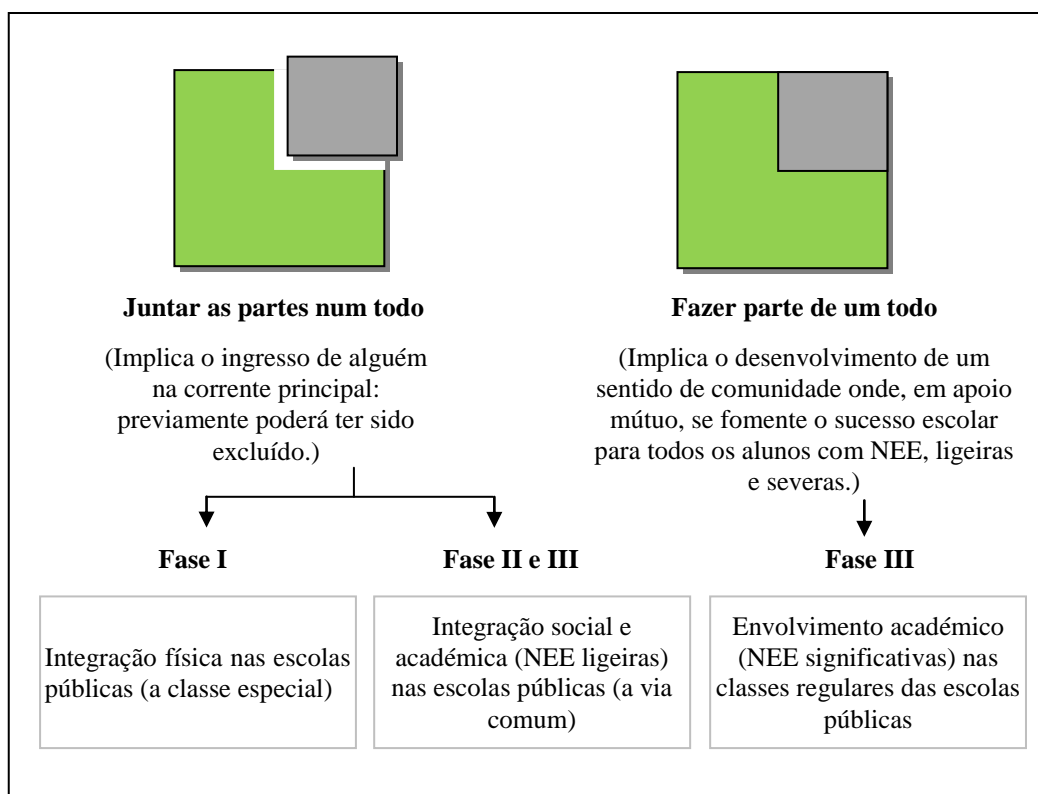 Juntar as partes num todo
(Implica o ingresso de alguém
na corrente principal:
previamente poderá ter sido
excluído.)
Fazer parte de um todo
(Implica o desenvolvimento de um
sentido de comunidade onde, em apoio
mútuo, se fomente o sucesso escolar
para todos os alunos com NEE, ligeiras
e severas.)
Fase I
Fase II e III
Fase III
Integração física nas escolas
públicas (a classe especial)
Integração social e
académica (NEE ligeiras)
nas escolas públicas (a via
comum)
Envolvimento académico
(NEE significativas) nas
classes regulares das escolas
públicas